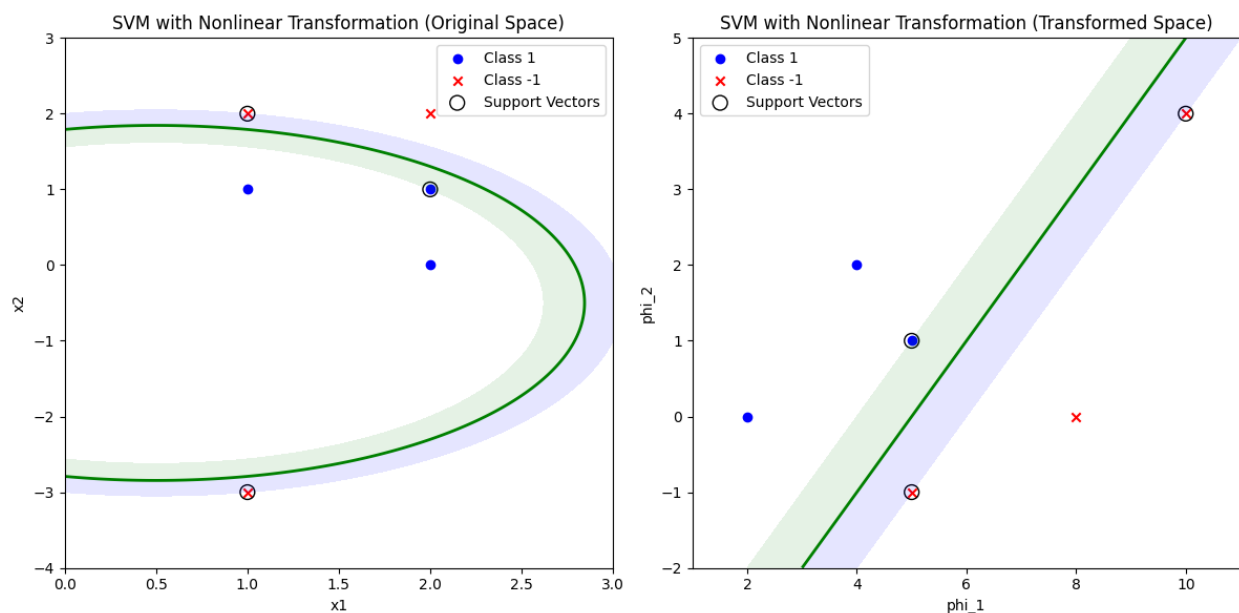 SVM with Nonlinear Transformation (Original Space)
3
2
1
0
−1
−2
−3
−4
x2
0.0 0.5 1.0 1.5 2.0 2.5 3.0
x1
Class 1
Class -1
Support Vectors
SVM with Nonlinear Transformation (Transformed Space)
5
4
3
2
1
0
−1
−2
phi_2
2 4 6 8 10
phi_1
Class 1
Class -1
Support Vectors